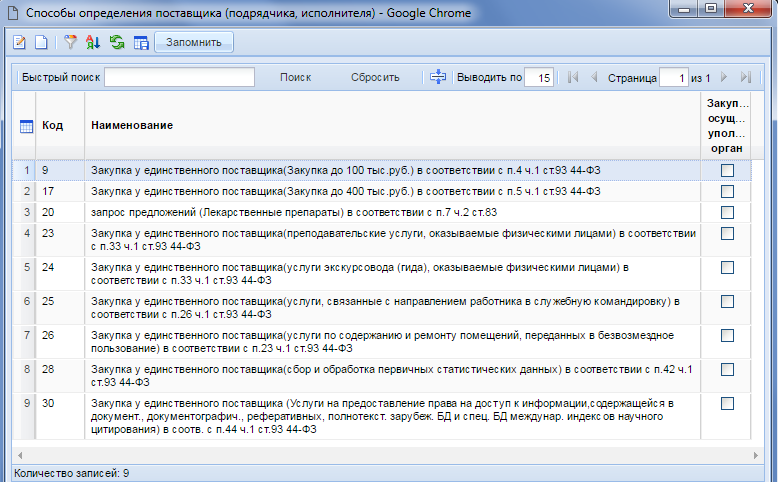 Способы определения поставщика (подрядчика, исполнителя) - Google Chrome
Запомнить
Быстрый поиск Поиск Сбросить Выводить по 15 Страница 1 из 1
Код Наименование Закуп... осущ... упол... орган
1 9 Закупка у единственного поставщика(Закупка до 100 тыс.руб.) в соответствии с п.4 ч.1 ст.93 44-ФЗ
2 17 Закупка у единственного поставщика(Закупка до 400 тыс.руб.) в соответствии с п.5 ч.1 ст.93 44-ФЗ
3 20 запрос предложений (Лекарственные препараты) в соответствии с п.7 ч.2 ст.83
4 23 Закупка у единственного поставщика(преподавательские услуги, оказываемые физическими лицами) в соответствии
с п.33 ч.1 ст.93 44-ФЗ
5 24 Закупка у единственного поставщика(услуги экскурсовода (гида), оказываемые физическими лицами) в
соответствии с п.33 ч.1 ст.93 44-ФЗ
6 25 Закупка у единственного поставщика(услуги, связанные с направлением работника в служебную командировку) в
соответствии с п.26 ч.1 ст.93 44-ФЗ
7 26 Закупка у единственного поставщика(услуги по содержанию и ремонту помещений, переданных в безвозмездное
пользование) в соответствии с п.23 ч.1 ст.93 44-ФЗ
8 28 Закупка у единственного поставщика(сбор и обработка первичных статистических данных) в соответствии с п.42 ч.1
ст.93 44-ФЗ
9 30 Закупка у единственного поставщика (Услуги на предоставление права на доступ к информации,содержащейся в
документ., документографич., реферативных, полнотекст. зарубеж. БД и спец. БД междунар. индексов научного
цитирования) в соотв. с п.44 ч.1 ст.93 44-ФЗ
Количество записей: 9